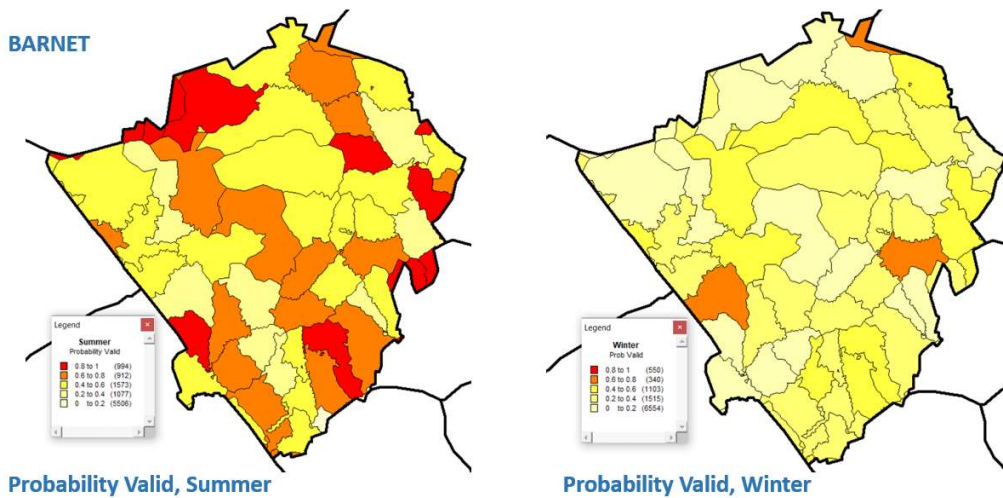 BARNET
Legend
Summer
Probability Valid
0.8 to 1 (994)
0.6 to 0.8 (912)
0.4 to 0.6 (1573)
0.2 to 0.4 (1077)
0 to 0.2 (5506)
Probability Valid, Summer
Legend
Winter
Prob Valid
0.8 to 1 (550)
0.6 to 0.8 (340)
0.4 to 0.6 (1103)
0.2 to 0.4 (1515)
0 to 0.2 (6554)
Probability Valid, Winter